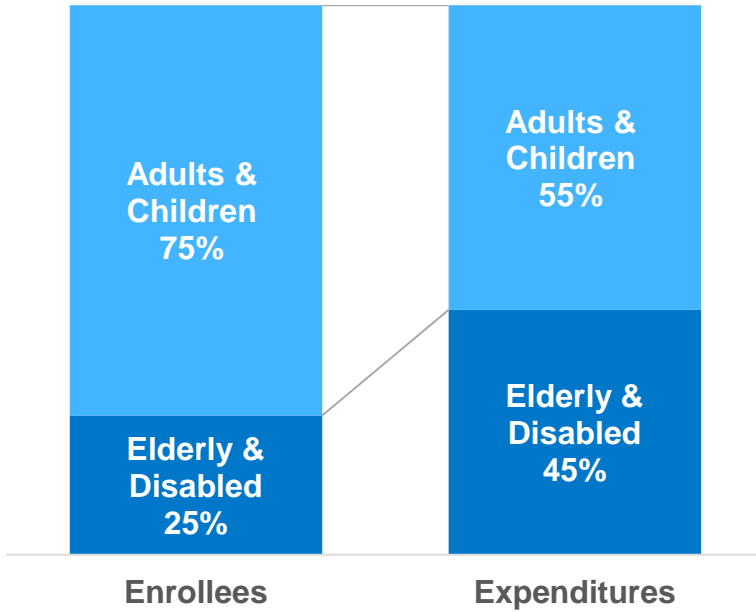 Adults &
Children
75%
Elderly &
Disabled
25%
Adults &
Children
55%
Elderly &
Disabled
45%
Enrollees
Expenditures